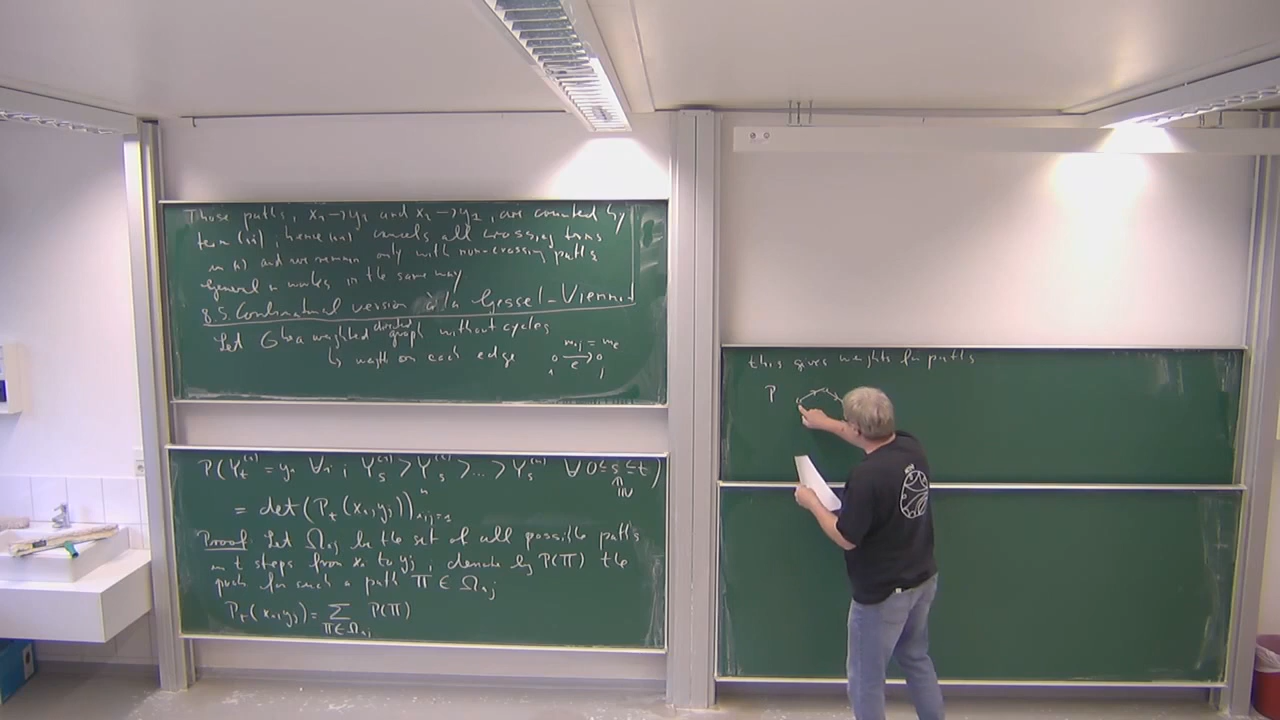 Those paths, x₁→y₂ and x₂→y₁, are counted by
term (ii), hence (ii) cancels all crossing terms
in (i) and we remain only with non-crossing paths
General n works in the same way
8.5. Combinatorial version à la Gessel-Viennot
Let G be a weighted directed graph without cycles
↳ weight on each edge
m_ij = m_e
e
i j
P(Y_t^(i) = y_i ∀i ; Y_s^(1) > Y_s^(2) > ... > Y_s^(n) ∀ 0 ≤ s ≤ t)
= det(P_t(x_i, y_j))_{i,j=1}^n
Proof: Let Ω_ij be the set of all possible paths
in t steps from x_i to y_j ; denote by P(π) the
prob for such a path π ∈ Ω_ij
P_t(x_i, y_j) = Σ_{π∈Ω_ij} P(π)
this gives weights for paths
P